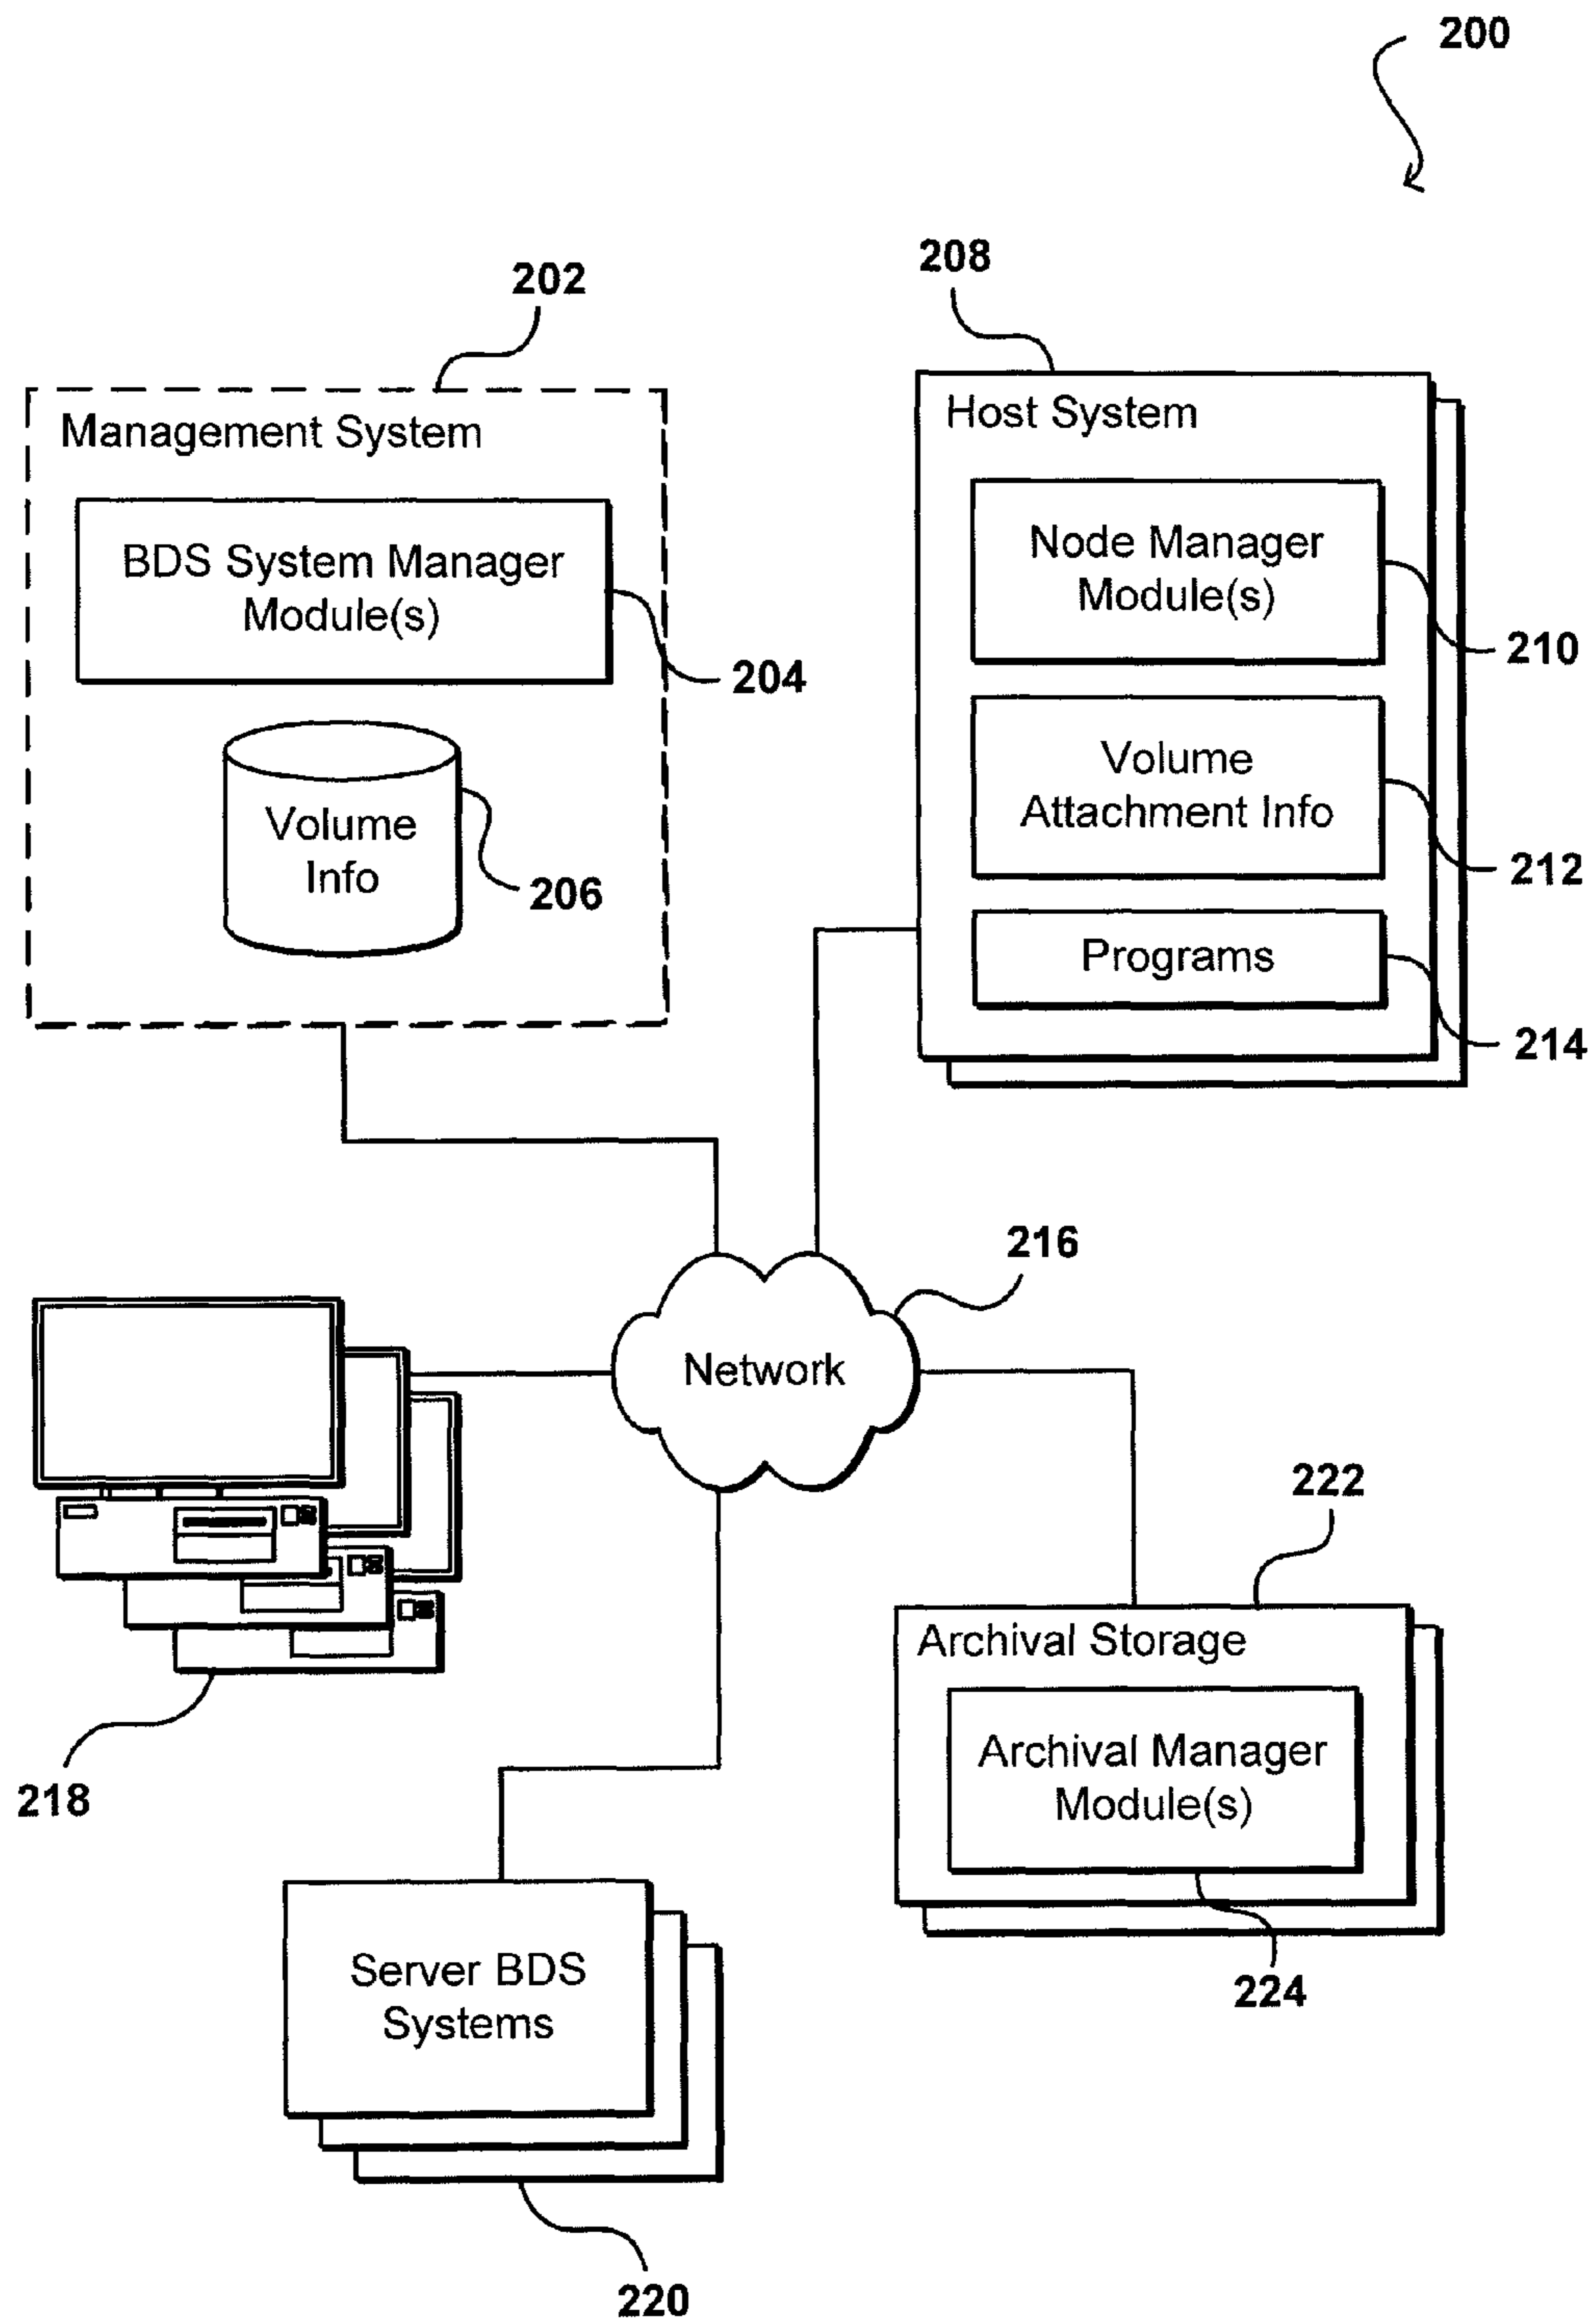 200
202
208
Management System
BDS System Manager
Module(s)
204
Volume
Info
206
Host System
Node Manager
Module(s)
210
Volume
Attachment Info
212
Programs
214
216
Network
218
222
Archival Storage
Archival Manager
Module(s)
224
Server BDS
Systems
220